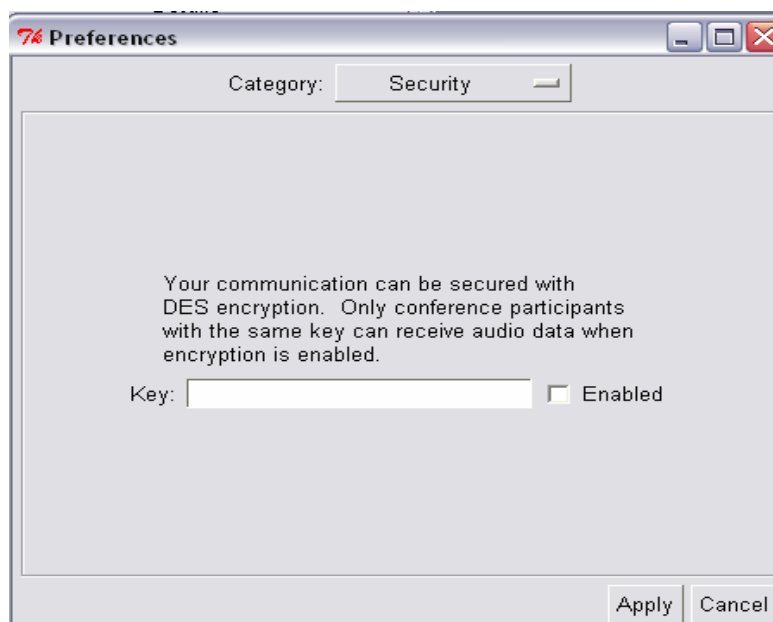 Preferences
Category: Security
Your communication can be secured with
DES encryption. Only conference participants
with the same key can receive audio data when
encryption is enabled.
Key: Enabled
Apply Cancel